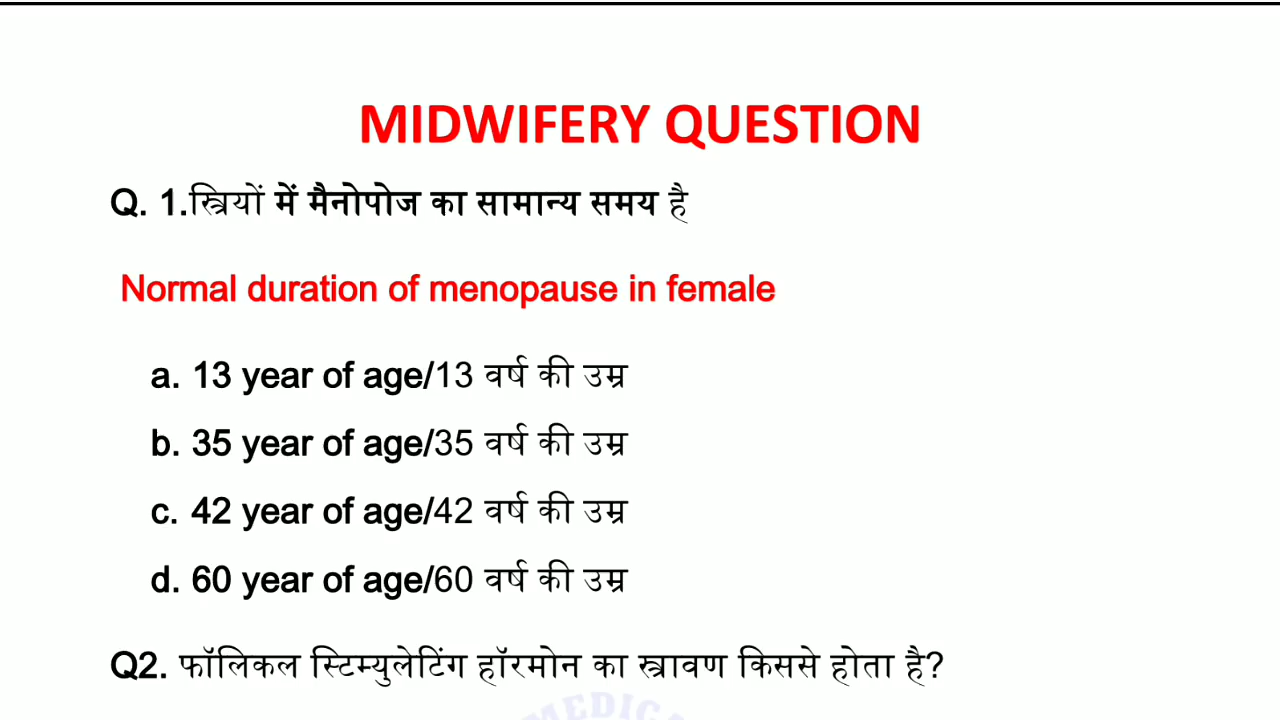 MIDWIFERY QUESTION
Q. 1.स्त्रियों में मैनोपोज का सामान्य समय है
Normal duration of menopause in female
a. 13 year of age/13 वर्ष की उम्र
b. 35 year of age/35 वर्ष की उम्र
c. 42 year of age/42 वर्ष की उम्र
d. 60 year of age/60 वर्ष की उम्र
Q2. फॉलिकल स्टिम्युलेटिंग हॉरमोन का स्त्रावण किससे होता है?